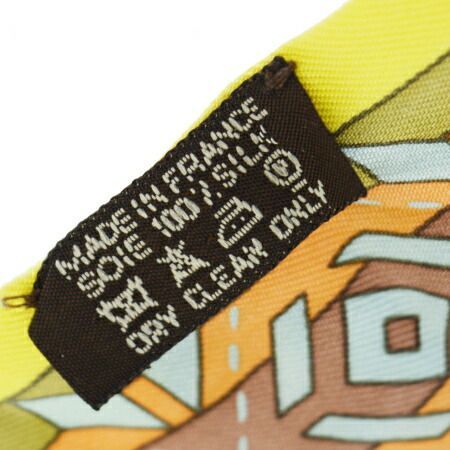 MADE IN FRANCE
SOIE 100 / SILK
DRY CLEAN ONLY